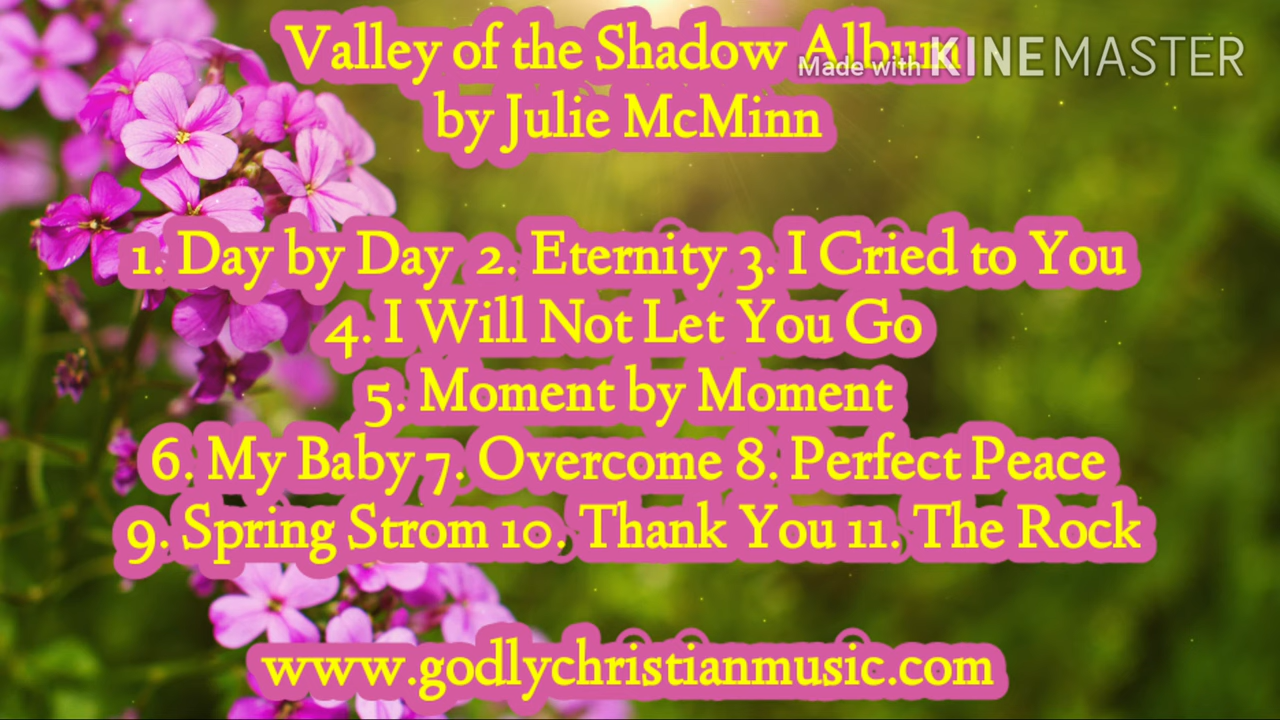 Valley of the Shadow Album
Made with KINEMASTER
by Julie McMinn
1. Day by Day 2. Eternity 3. I Cried to You
4. I Will Not Let You Go
5. Moment by Moment
6. My Baby 7. Overcome 8. Perfect Peace
9. Spring Strom 10. Thank You 11. The Rock
www.godlychristianmusic.com